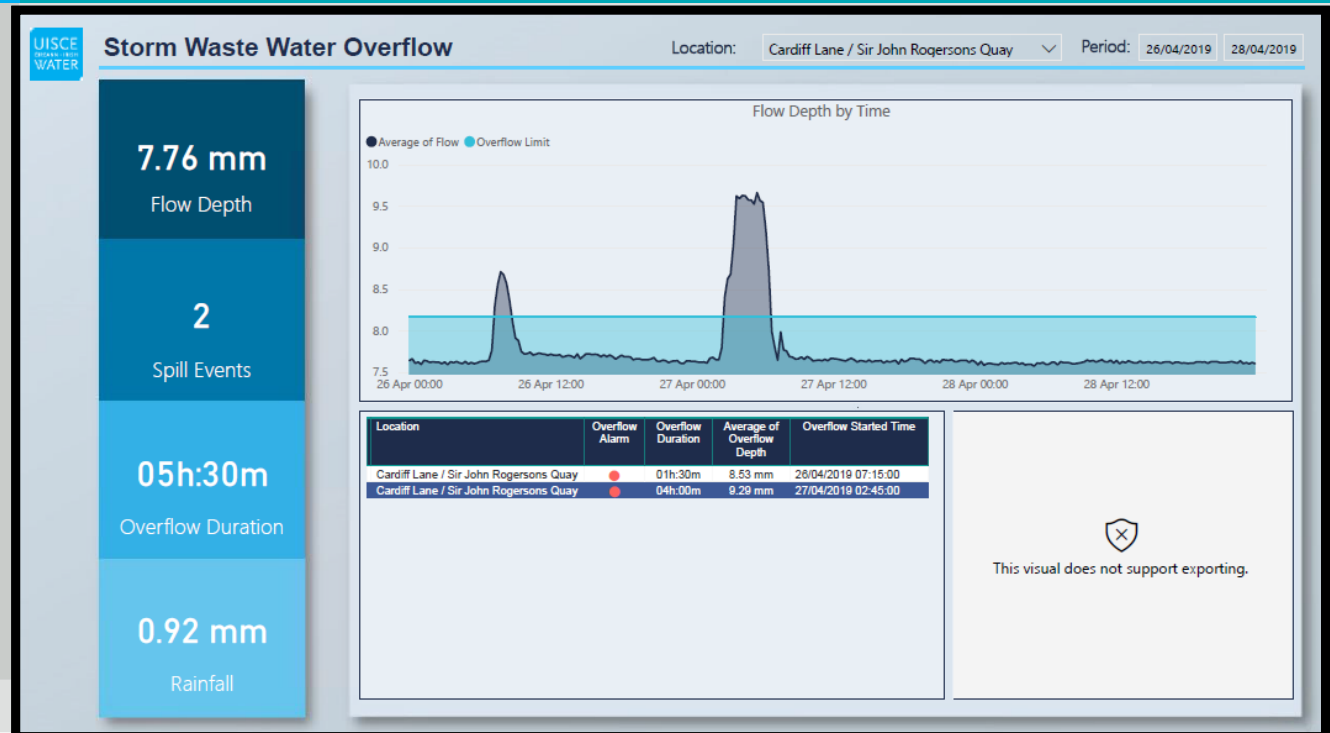 UISCE
ÉIREANN : IRISH
WATER
Storm Waste Water Overflow
Location:
Cardiff Lane / Sir John Rogersons Quay
Period:
26/04/2019
28/04/2019
7.76 mm
Flow Depth
2
Spill Events
05h:30m
Overflow Duration
0.92 mm
Rainfall
Flow Depth by Time
Average of Flow Overflow Limit
10.0
9.5
9.0
8.5
8.0
7.5
26 Apr 00:00 26 Apr 12:00 27 Apr 00:00 27 Apr 12:00 28 Apr 00:00 28 Apr 12:00
Location Overflow Overflow Average of Overflow Started Time
Alarm Duration Overflow
Depth
Cardiff Lane / Sir John Rogersons Quay 01h:30m 8.53 mm 26/04/2019 07:15:00
Cardiff Lane / Sir John Rogersons Quay 04h:00m 9.29 mm 27/04/2019 02:45:00
This visual does not support exporting.